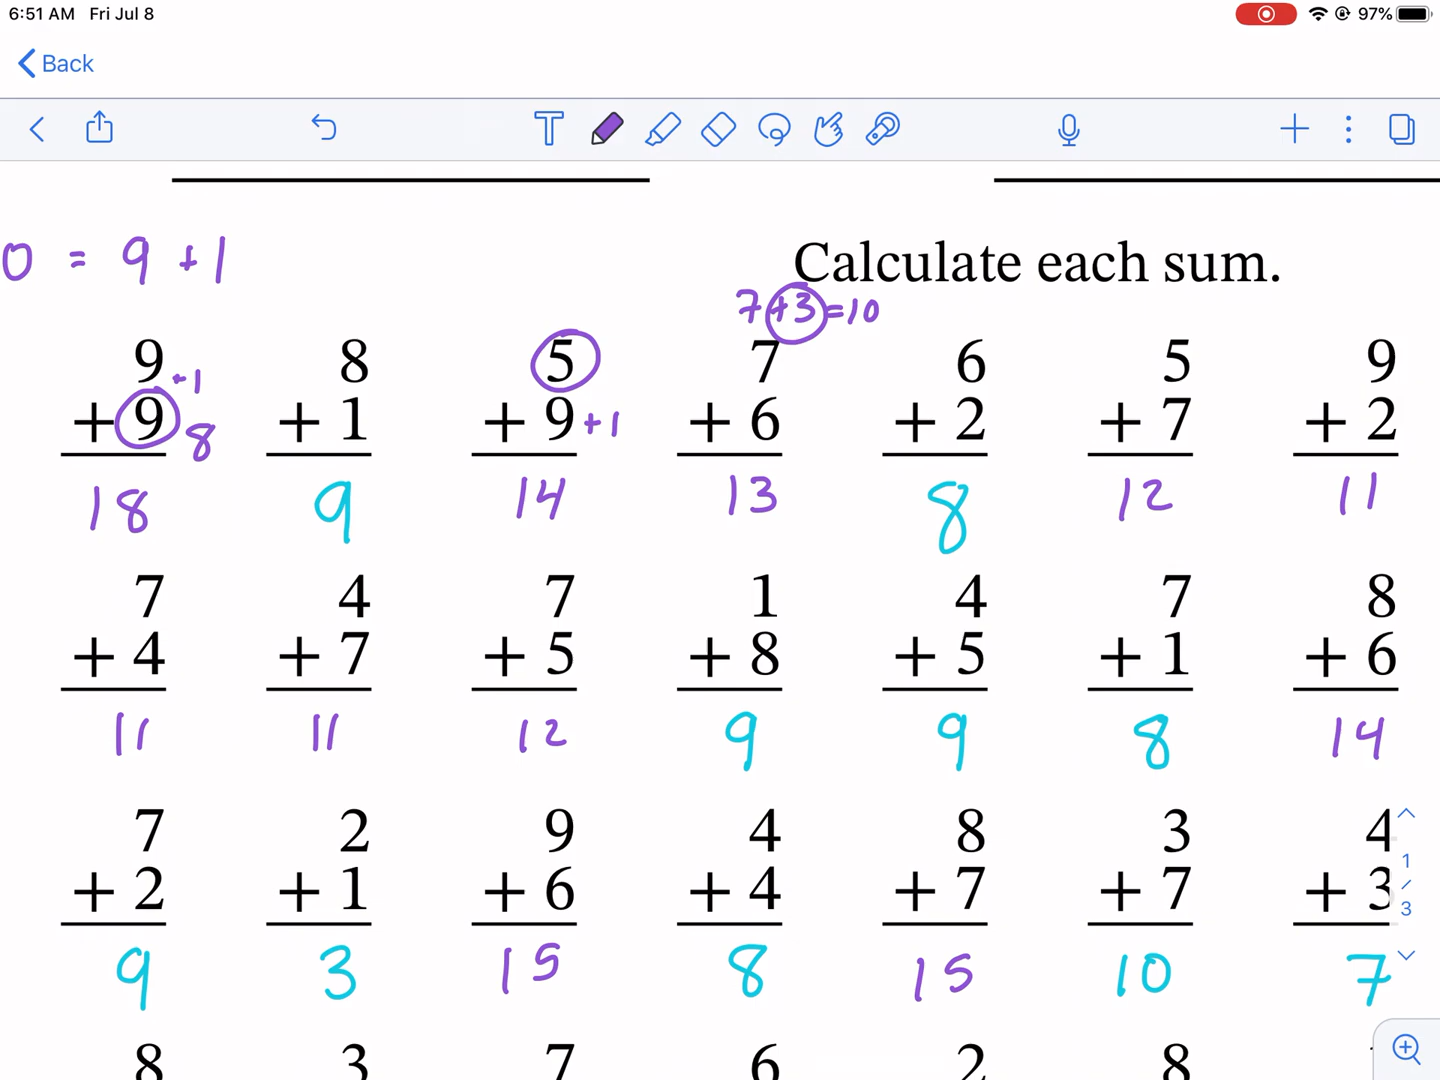 6:51 AM Fri Jul 8 97%
Back
T
0 = 9 + 1
Calculate each sum.
7 + 3 = 10
9 8 5 7 6 5 9
+1
+ 9 + 1 + 9 + 6 + 2 + 7 + 2
8 +1
18 9 14 13 8 12 11
7 4 7 1 4 7 8
+ 4 + 7 + 5 + 8 + 5 + 1 + 6
11 11 12 9 9 8 14
7 2 9 4 8 3 4
+ 2 + 1 + 6 + 4 + 7 + 7 + 3
1 / 3
9 3 15 8 15 10 7
8 3 7 6 2 8